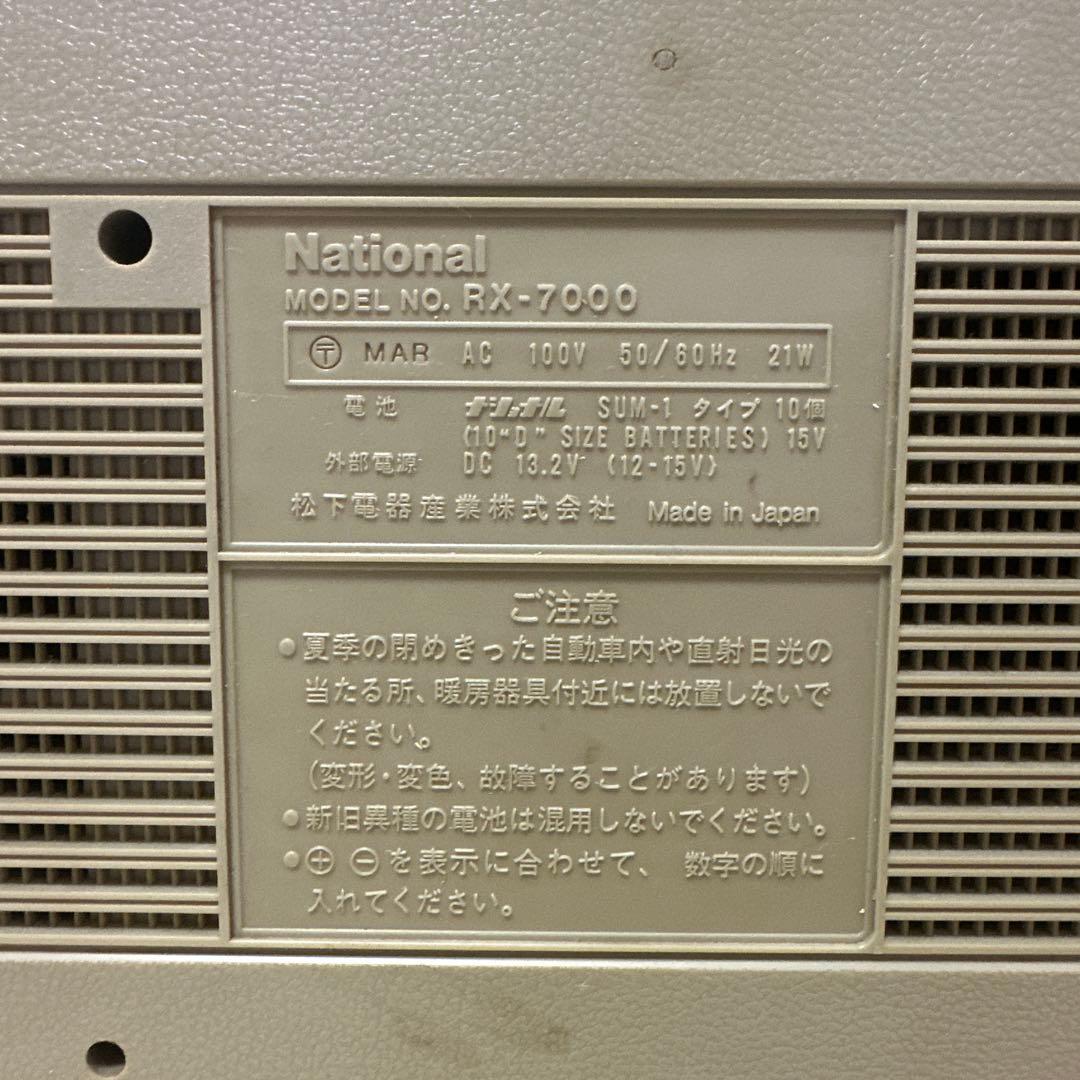 National
MODEL NO. RX-7000
〒 MAR AC 100V 50/60Hz 21W
電池 ナショナル SUM-1 タイプ 10個
(10"D" SIZE BATTERIES) 15V
外部電源 DC 13.2V (12-15V)
松下電器産業株式会社 Made in Japan
ご注意
●夏季の閉めきった自動車内や直射日光の
当たる所、暖房器具付近には放置しないで
ください。
(変形・変色、故障することがあります)
●新旧異種の電池は混用しないでください。
●⊕ ⊖を表示に合わせて、 数字の順に
入れてください。